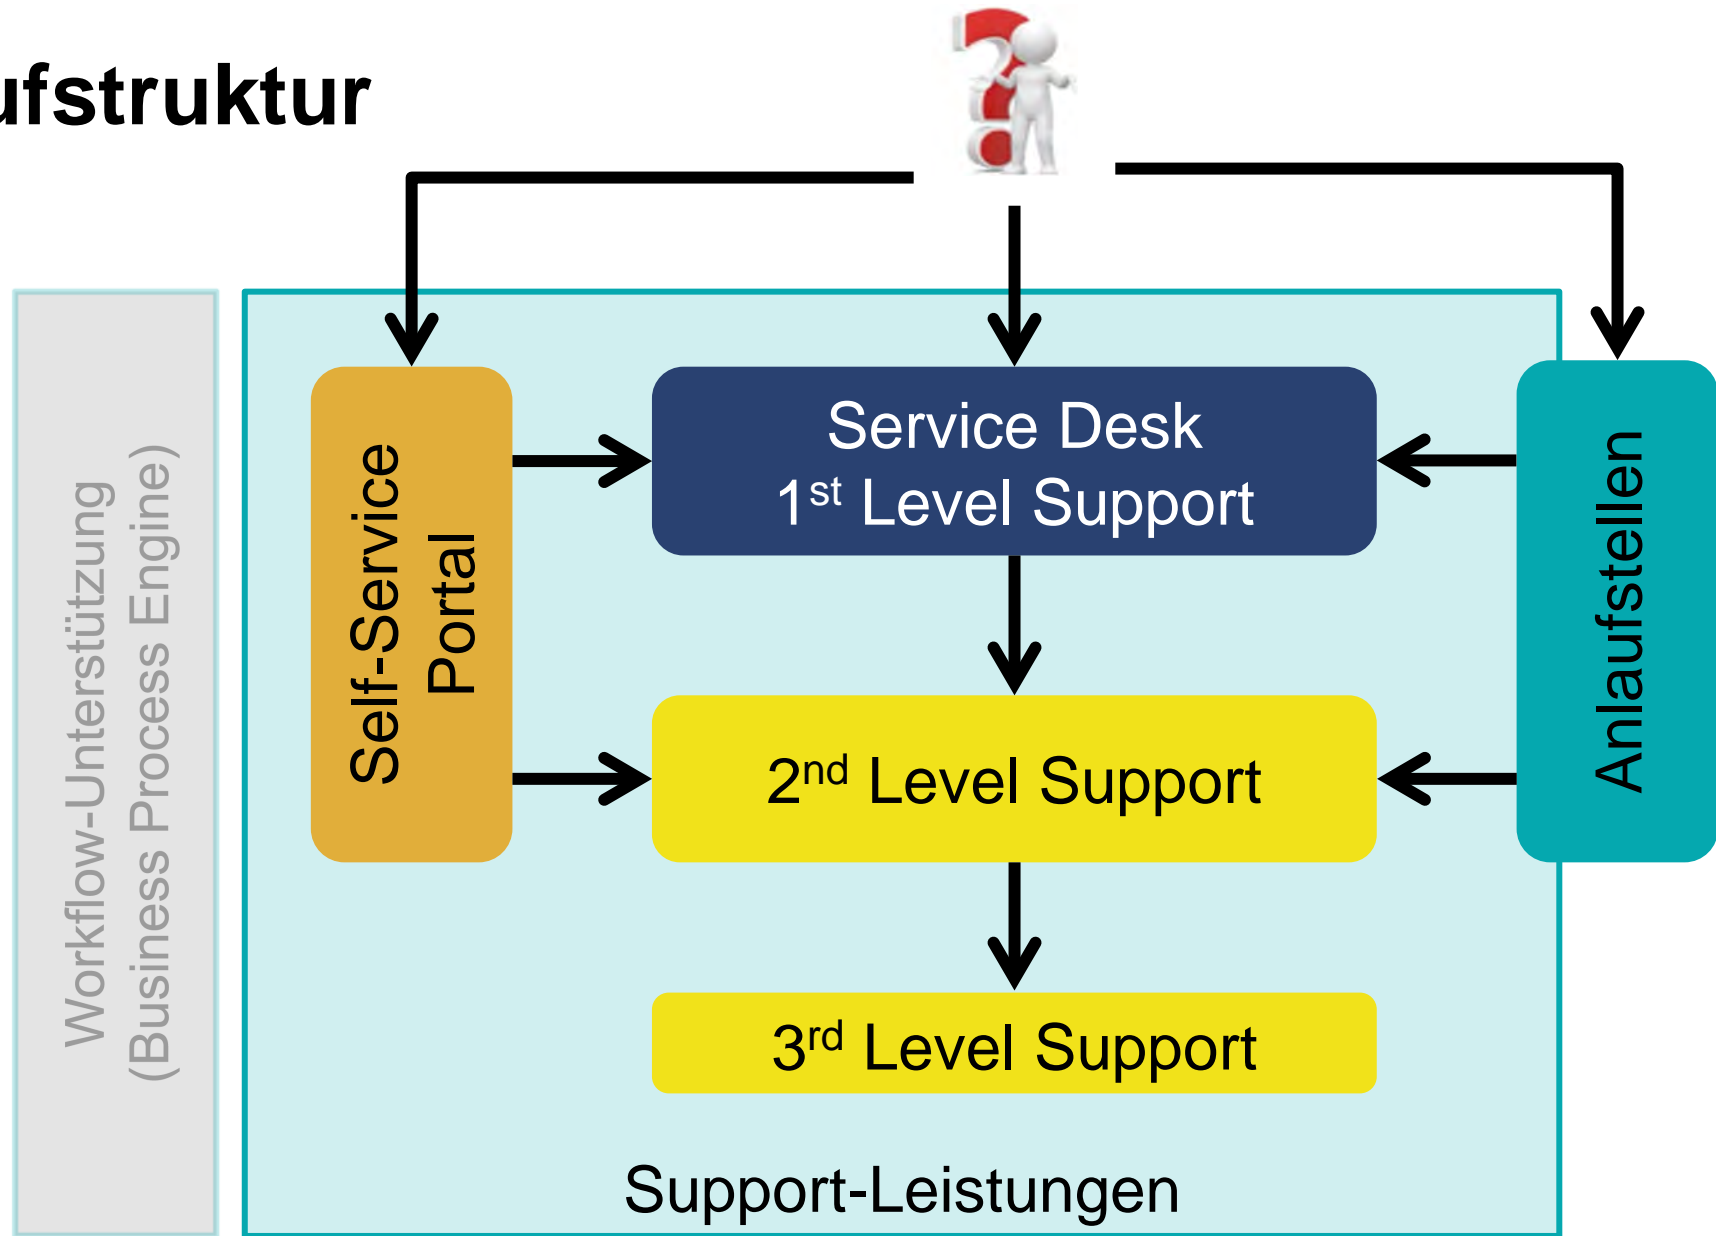 ufstruktur
Service Desk
1st Level Support
Self-Service
Portal
Anlaufstellen
Workflow-Unterstützung
(Business Process Engine)
2nd Level Support
3rd Level Support
Support-Leistungen